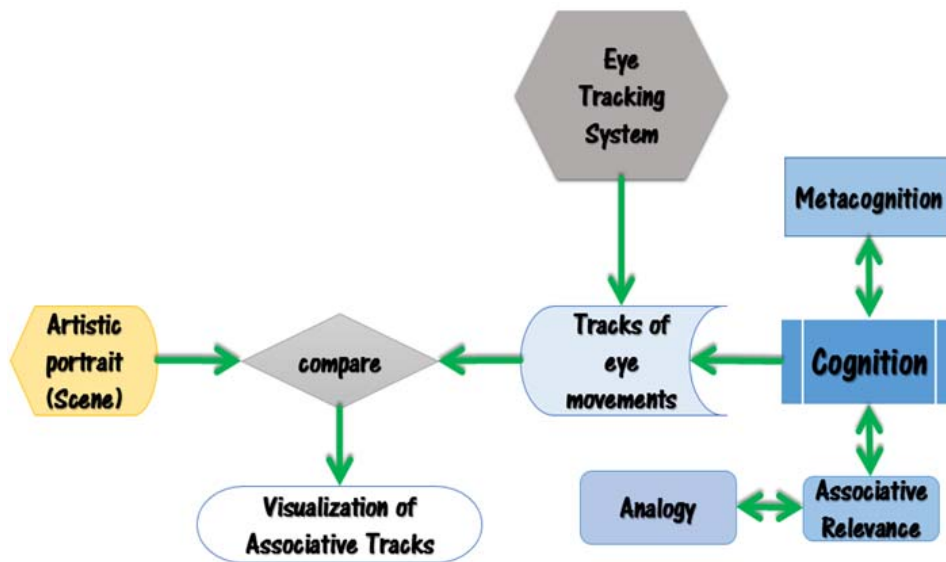 Eye
Tracking
System
Metacognition
Artistic
portrait
(Scene)
compare
Tracks of
eye
movements
Cognition
Visualization of
Associative Tracks
Analogy
Associative
Relevance